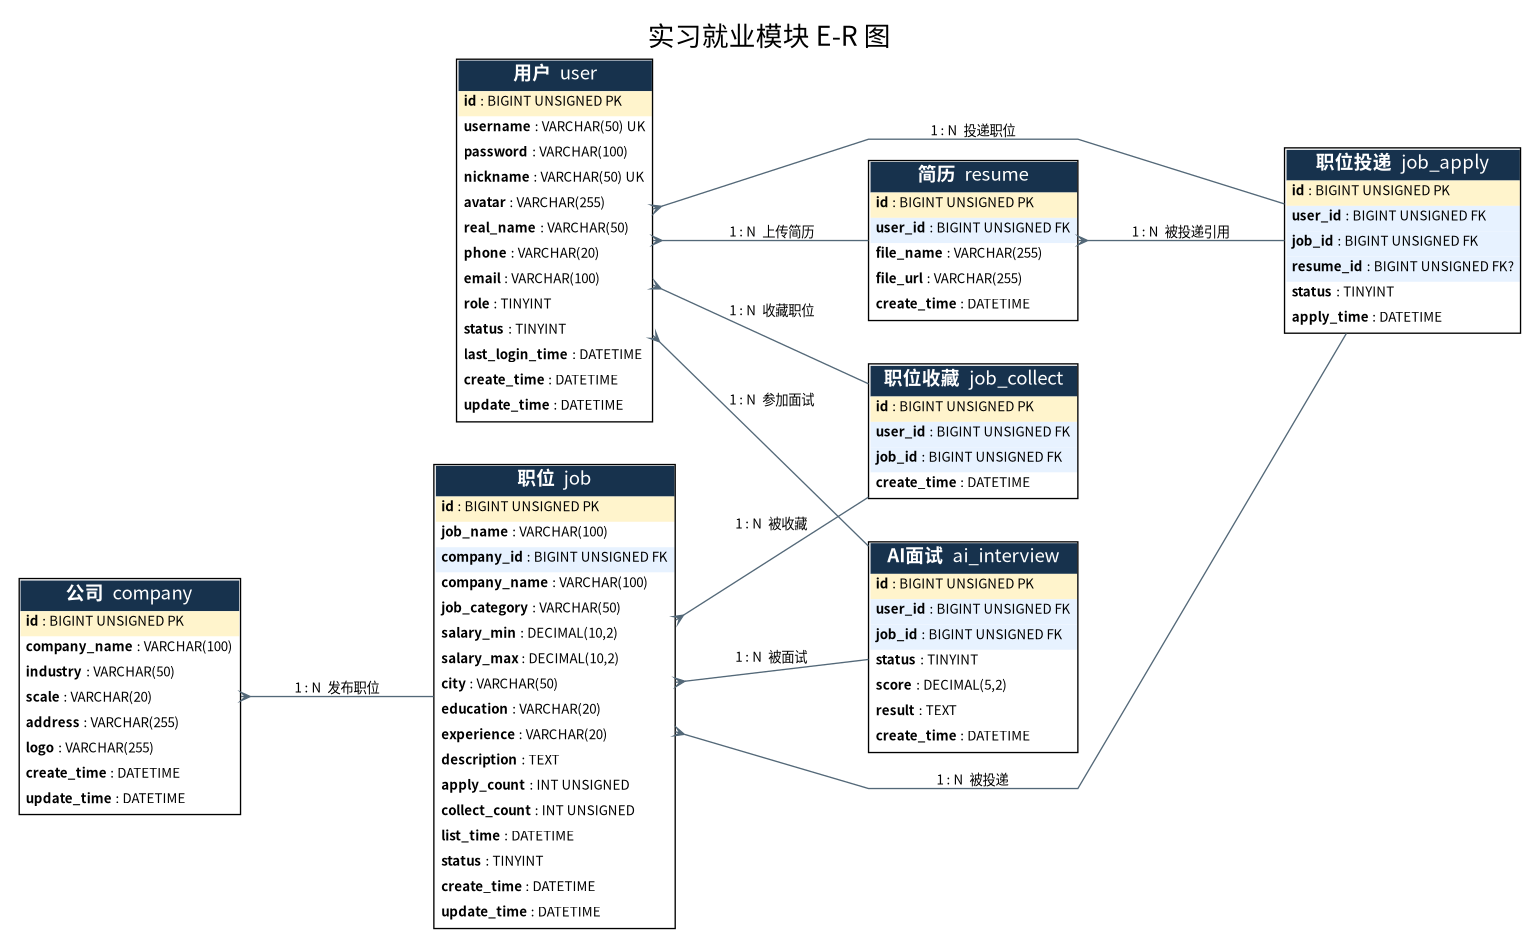 实习就业模块 E-R 图
用户 user
id : BIGINT UNSIGNED PK
username : VARCHAR(50) UK
password : VARCHAR(100)
nickname : VARCHAR(50) UK
avatar : VARCHAR(255)
real_name : VARCHAR(50)
phone : VARCHAR(20)
email : VARCHAR(100)
role : TINYINT
status : TINYINT
last_login_time : DATETIME
create_time : DATETIME
update_time : DATETIME
1 : N 投递职位
1 : N 上传简历
1 : N 收藏职位
1 : N 参加面试
简历 resume
id : BIGINT UNSIGNED PK
user_id : BIGINT UNSIGNED FK
file_name : VARCHAR(255)
file_url : VARCHAR(255)
create_time : DATETIME
1 : N 被投递引用
职位投递 job_apply
id : BIGINT UNSIGNED PK
user_id : BIGINT UNSIGNED FK
job_id : BIGINT UNSIGNED FK
resume_id : BIGINT UNSIGNED FK?
status : TINYINT
apply_time : DATETIME
职位收藏 job_collect
id : BIGINT UNSIGNED PK
user_id : BIGINT UNSIGNED FK
job_id : BIGINT UNSIGNED FK
create_time : DATETIME
职位 job
id : BIGINT UNSIGNED PK
job_name : VARCHAR(100)
company_id : BIGINT UNSIGNED FK
company_name : VARCHAR(100)
job_category : VARCHAR(50)
salary_min : DECIMAL(10,2)
salary_max : DECIMAL(10,2)
city : VARCHAR(50)
education : VARCHAR(20)
experience : VARCHAR(20)
description : TEXT
apply_count : INT UNSIGNED
collect_count : INT UNSIGNED
list_time : DATETIME
status : TINYINT
create_time : DATETIME
update_time : DATETIME
1 : N 被收藏
1 : N 被面试
1 : N 被投递
AI面试 ai_interview
id : BIGINT UNSIGNED PK
user_id : BIGINT UNSIGNED FK
job_id : BIGINT UNSIGNED FK
status : TINYINT
score : DECIMAL(5,2)
result : TEXT
create_time : DATETIME
公司 company
id : BIGINT UNSIGNED PK
company_name : VARCHAR(100)
industry : VARCHAR(50)
scale : VARCHAR(20)
address : VARCHAR(255)
logo : VARCHAR(255)
create_time : DATETIME
update_time : DATETIME
1 : N 发布职位